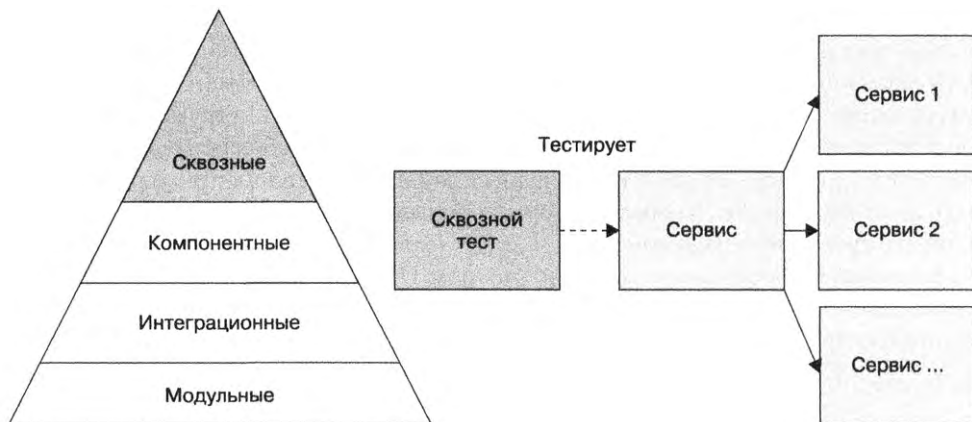 Сквозные
Компонентные
Интеграционные
Модульные
Тестирует
Сквозной
тест
Сервис
Сервис 1
Сервис 2
Сервис ...